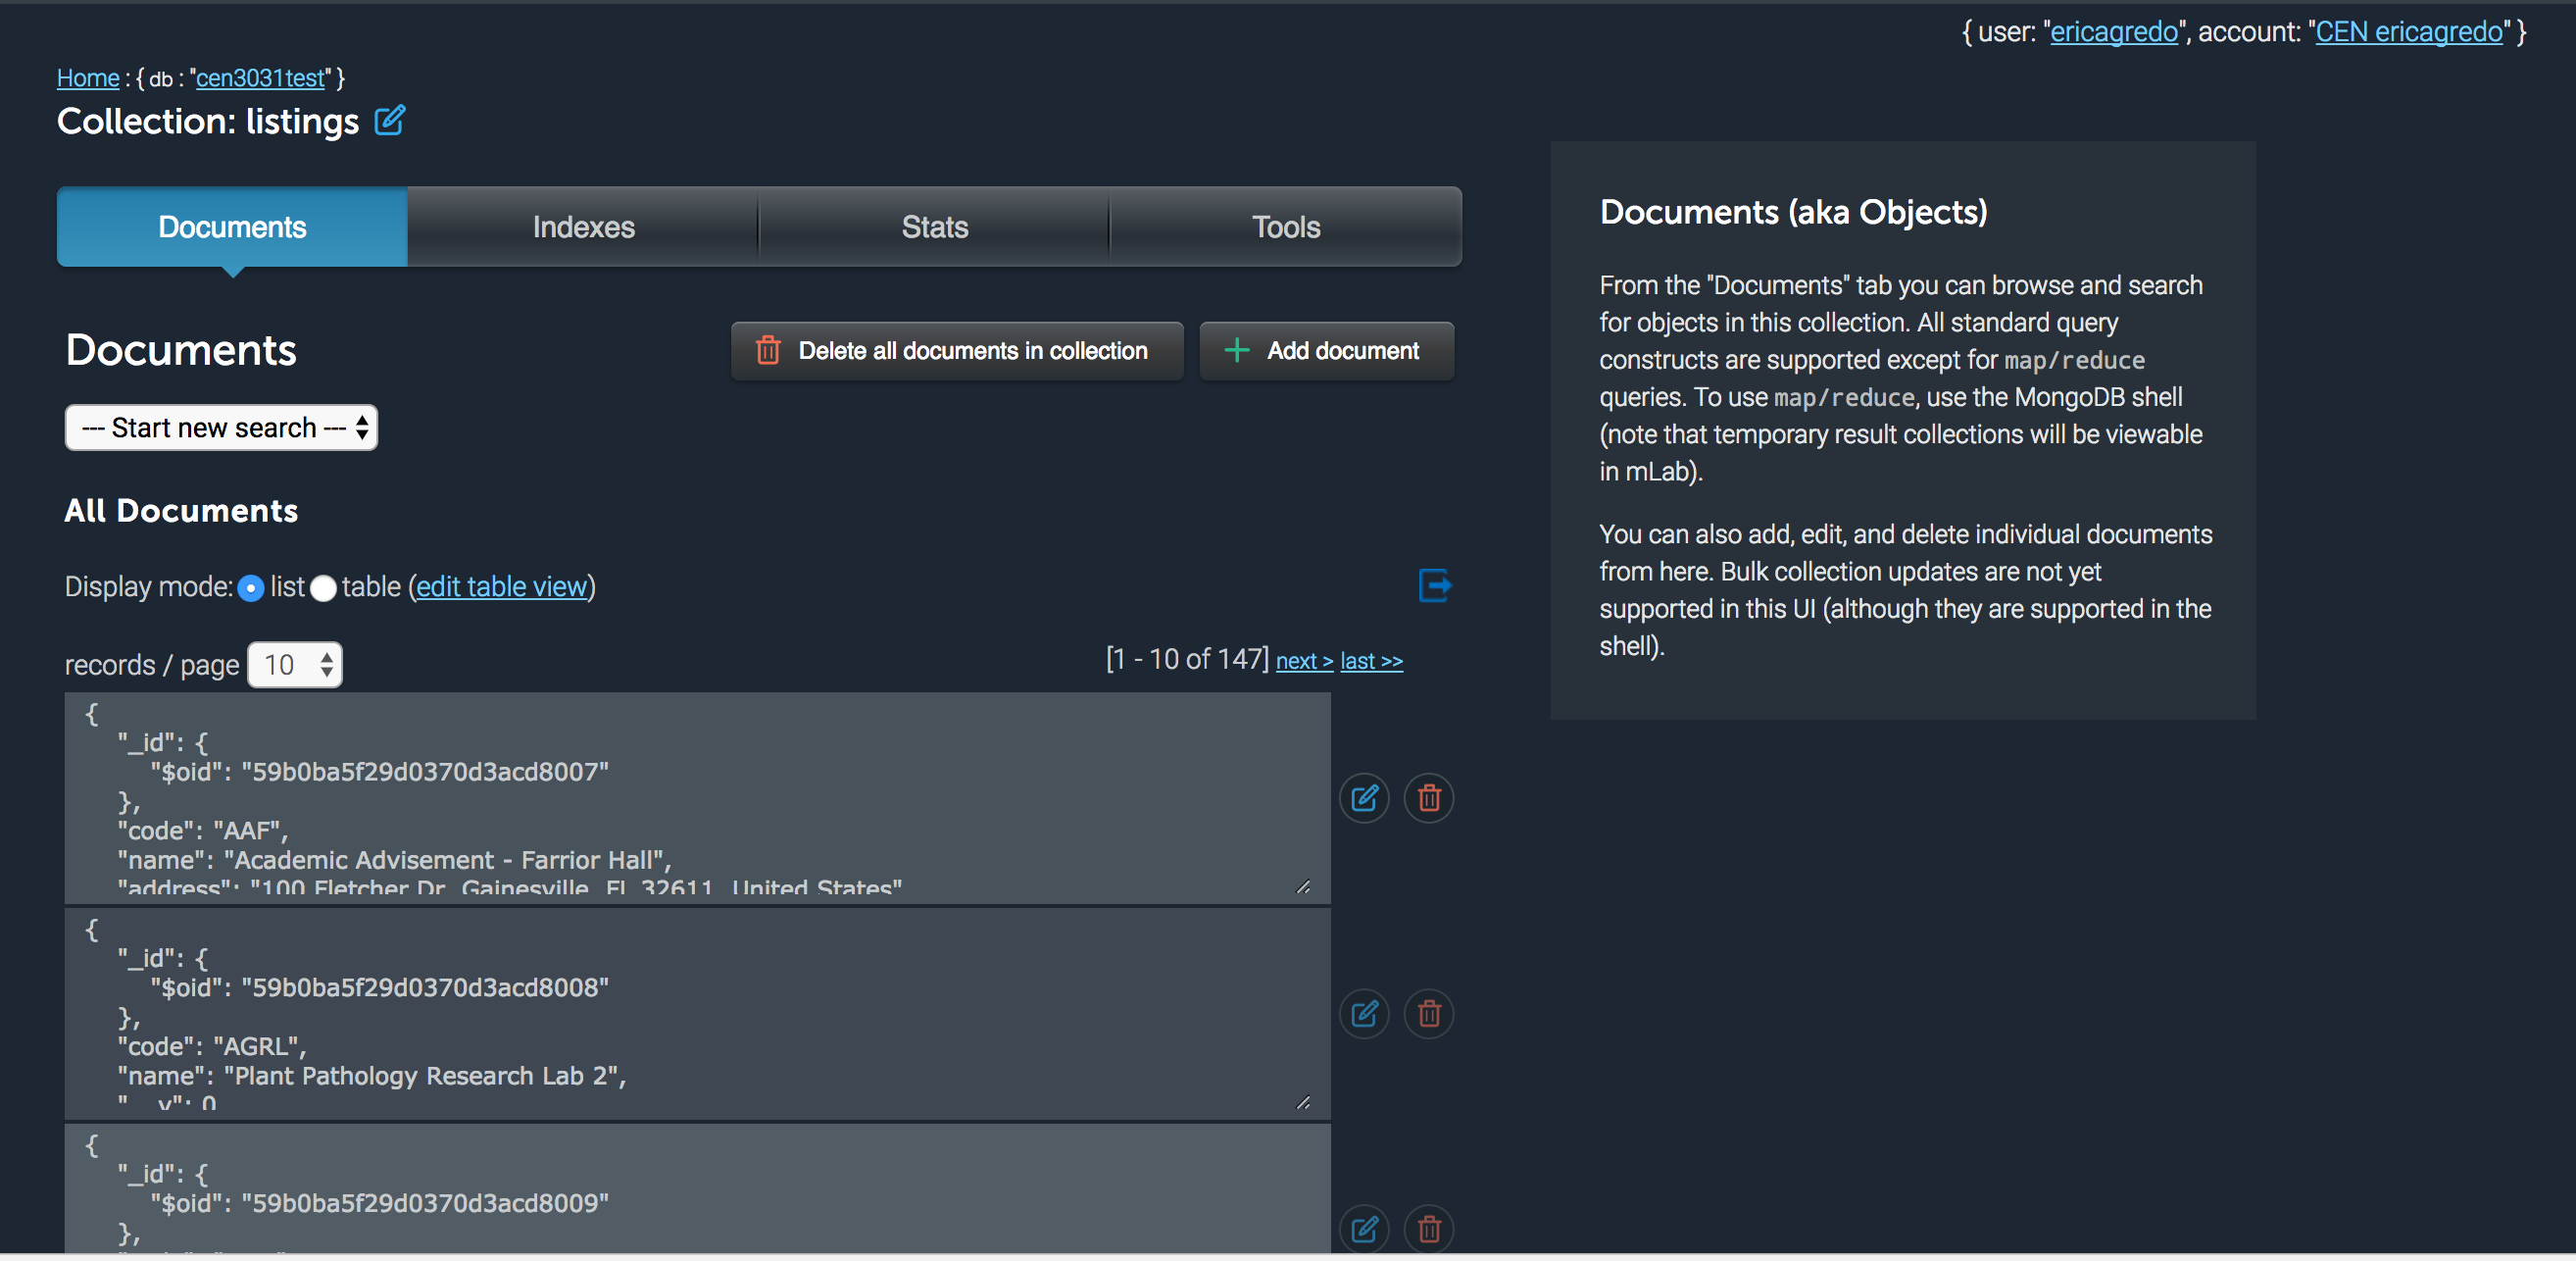 { user: "ericagredo", account: "CEN ericagredo" }
Home : { db : "cen3031test" }
Collection: listings
Documents
Indexes
Stats
Tools
Documents
Delete all documents in collection
Add document
--- Start new search ---
All Documents
Display mode: list table (edit table view)
records / page 10
[1 - 10 of 147] next > last >>
{
"_id": {
"$oid": "59b0ba5f29d0370d3acd8007"
},
"code": "AAF",
"name": "Academic Advisement - Farrior Hall",
"address": "100 Fletcher Dr, Gainesville, FL 32611, United States"
{
"_id": {
"$oid": "59b0ba5f29d0370d3acd8008"
},
"code": "AGRL",
"name": "Plant Pathology Research Lab 2",
"__v": 0
{
"_id": {
"$oid": "59b0ba5f29d0370d3acd8009"
},
Documents (aka Objects)
From the "Documents" tab you can browse and search
for objects in this collection. All standard query
constructs are supported except for map/reduce
queries. To use map/reduce, use the MongoDB shell
(note that temporary result collections will be viewable
in mLab).
You can also add, edit, and delete individual documents
from here. Bulk collection updates are not yet
supported in this UI (although they are supported in the
shell).